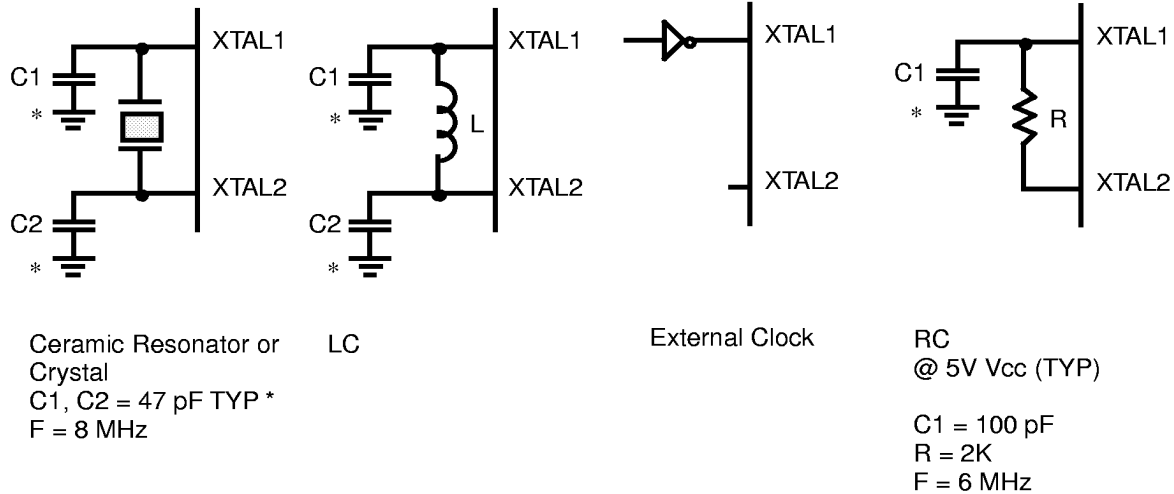 XTAL1
C1
*
XTAL2
C2
*
Ceramic Resonator or
Crystal
C1, C2 = 47 pF TYP *
F = 8 MHz
XTAL1
C1
*
L
XTAL2
C2
*
LC
XTAL1
XTAL2
External Clock
XTAL1
C1
*
R
XTAL2
RC
@ 5V Vcc (TYP)
C1 = 100 pF
R = 2K
F = 6 MHz